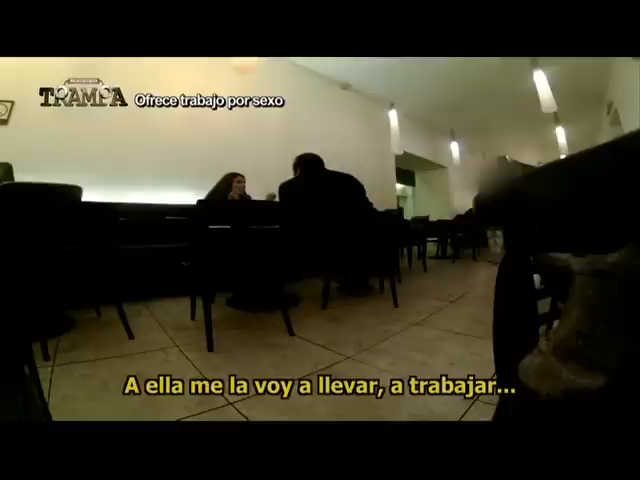 TRAMPA
Ofrece trabajo por sexo
A ella me la voy a llevar, a trabajar...